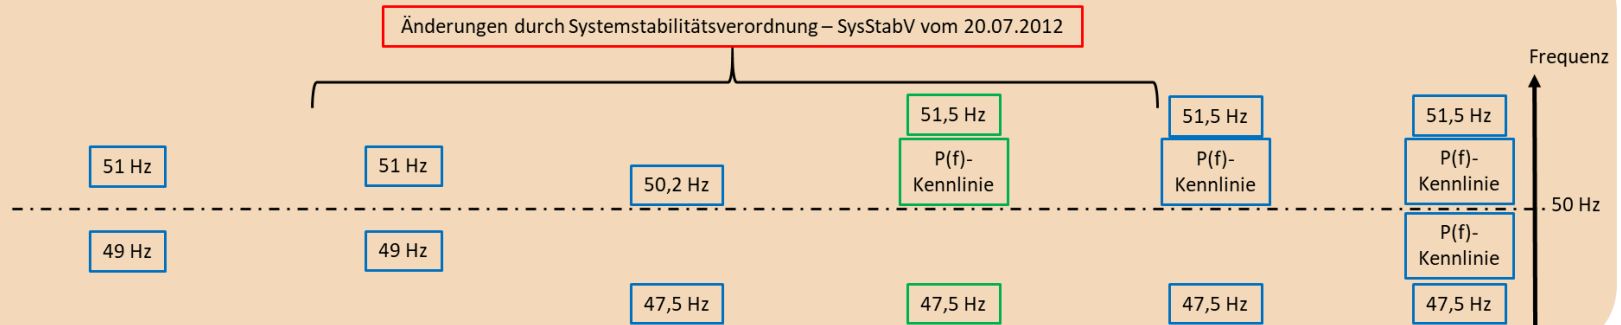 Änderungen durch Systemstabilitätsverordnung – SysStabV vom 20.07.2012
Frequenz
51,5 Hz
51,5 Hz
51,5 Hz
51 Hz
51 Hz
50,2 Hz
P(f)-
Kennlinie
P(f)-
Kennlinie
P(f)-
Kennlinie
50 Hz
49 Hz
49 Hz
P(f)-
Kennlinie
47,5 Hz
47,5 Hz
47,5 Hz
47,5 Hz